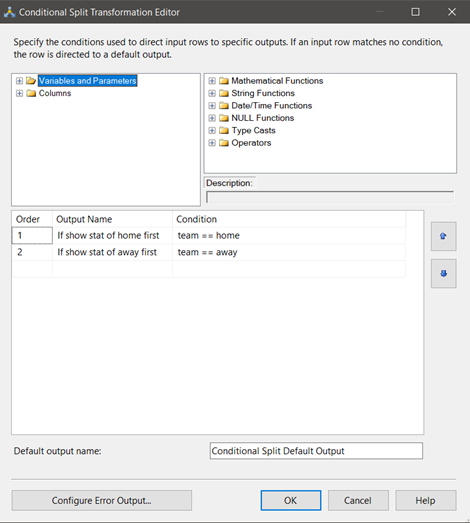 Conditional Split Transformation Editor
Specify the conditions used to direct input rows to specific outputs. If an input row matches no condition,
the row is directed to a default output.
Variables and Parameters
Columns
Mathematical Functions
String Functions
Date/Time Functions
NULL Functions
Type Casts
Operators
Description:
Order Output Name Condition
1 If show stat of home first team == home
2 If show stat of away first team == away
Default output name: Conditional Split Default Output
Configure Error Output... OK Cancel Help